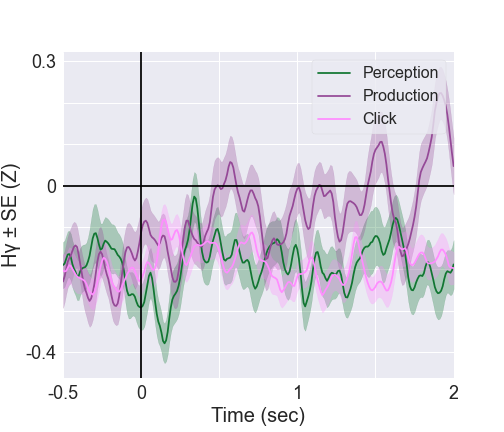 0.3
0
-0.4
Hγ ± SE (Z)
Perception
Production
Click
-0.5
0
1
2
Time (sec)